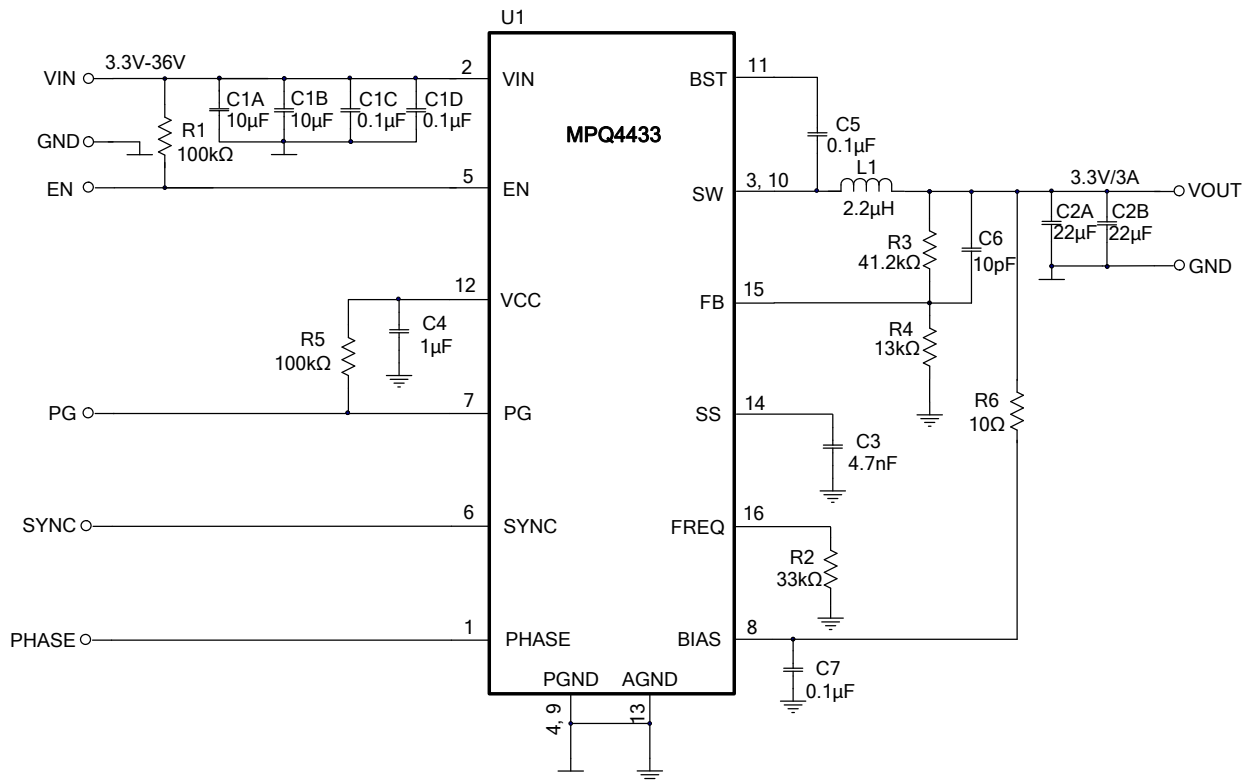 U1
MPQ4433
3.3V-36V
VIN
2
VIN
C1A
10μF
C1B
10μF
C1C
0.1μF
C1D
0.1μF
R1
100kΩ
GND
EN
5
EN
12
VCC
C4
1μF
R5
100kΩ
PG
7
PG
SYNC
6
SYNC
PHASE
1
PHASE
PGND
AGND
4, 9
13
BST
11
C5
0.1μF
SW
3, 10
L1
2.2μH
3.3V/3A
VOUT
C2A
22μF
C2B
22μF
GND
R3
41.2kΩ
C6
10pF
FB
15
R4
13kΩ
R6
10Ω
SS
14
C3
4.7nF
FREQ
16
R2
33kΩ
BIAS
8
C7
0.1μF